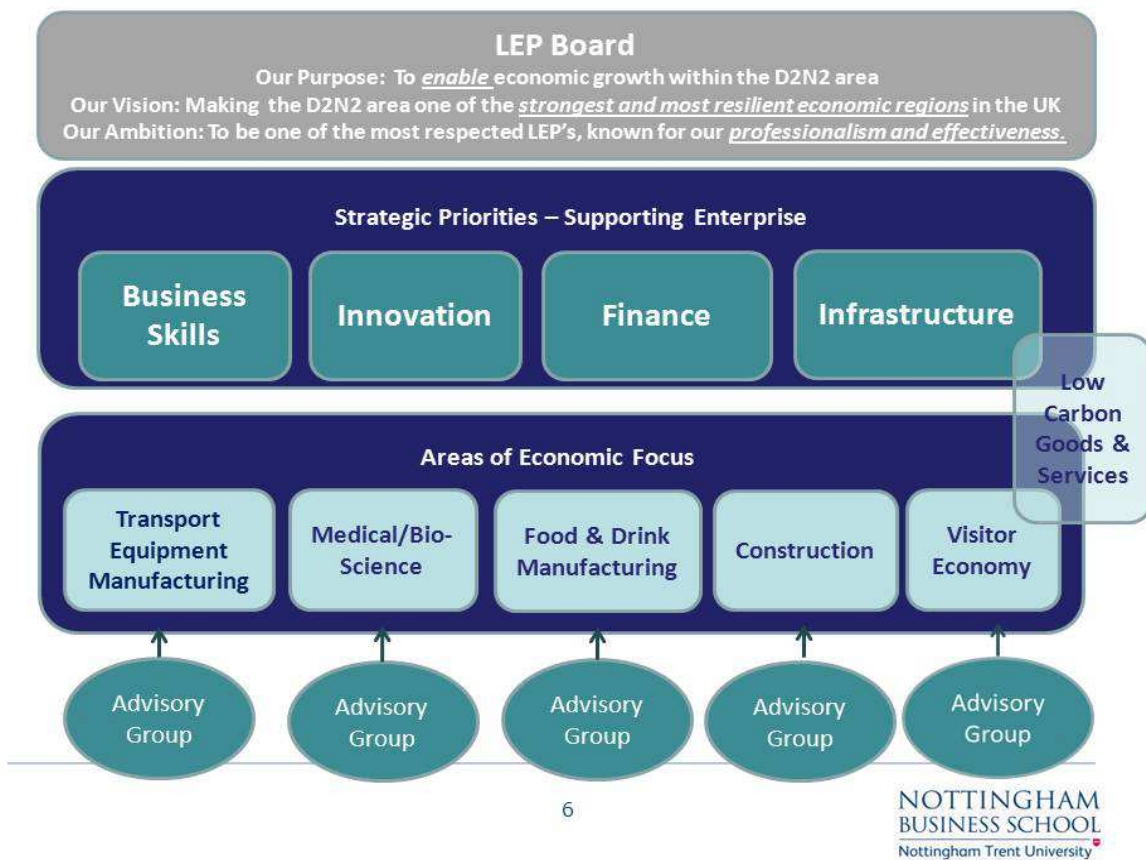 LEP Board
Our Purpose: To enable economic growth within the D2N2 area
Our Vision: Making the D2N2 area one of the strongest and most resilient economic regions in the UK
Our Ambition: To be one of the most respected LEP's, known for our professionalism and effectiveness.
Strategic Priorities – Supporting Enterprise
Business
Skills
Innovation
Finance
Infrastructure
Low
Carbon
Goods &
Services
Areas of Economic Focus
Transport
Equipment
Manufacturing
Medical/Bio-
Science
Food & Drink
Manufacturing
Construction
Visitor
Economy
Advisory
Group
Advisory
Group
Advisory
Group
Advisory
Group
Advisory
Group
6
NOTTINGHAM
BUSINESS SCHOOL
Nottingham Trent University